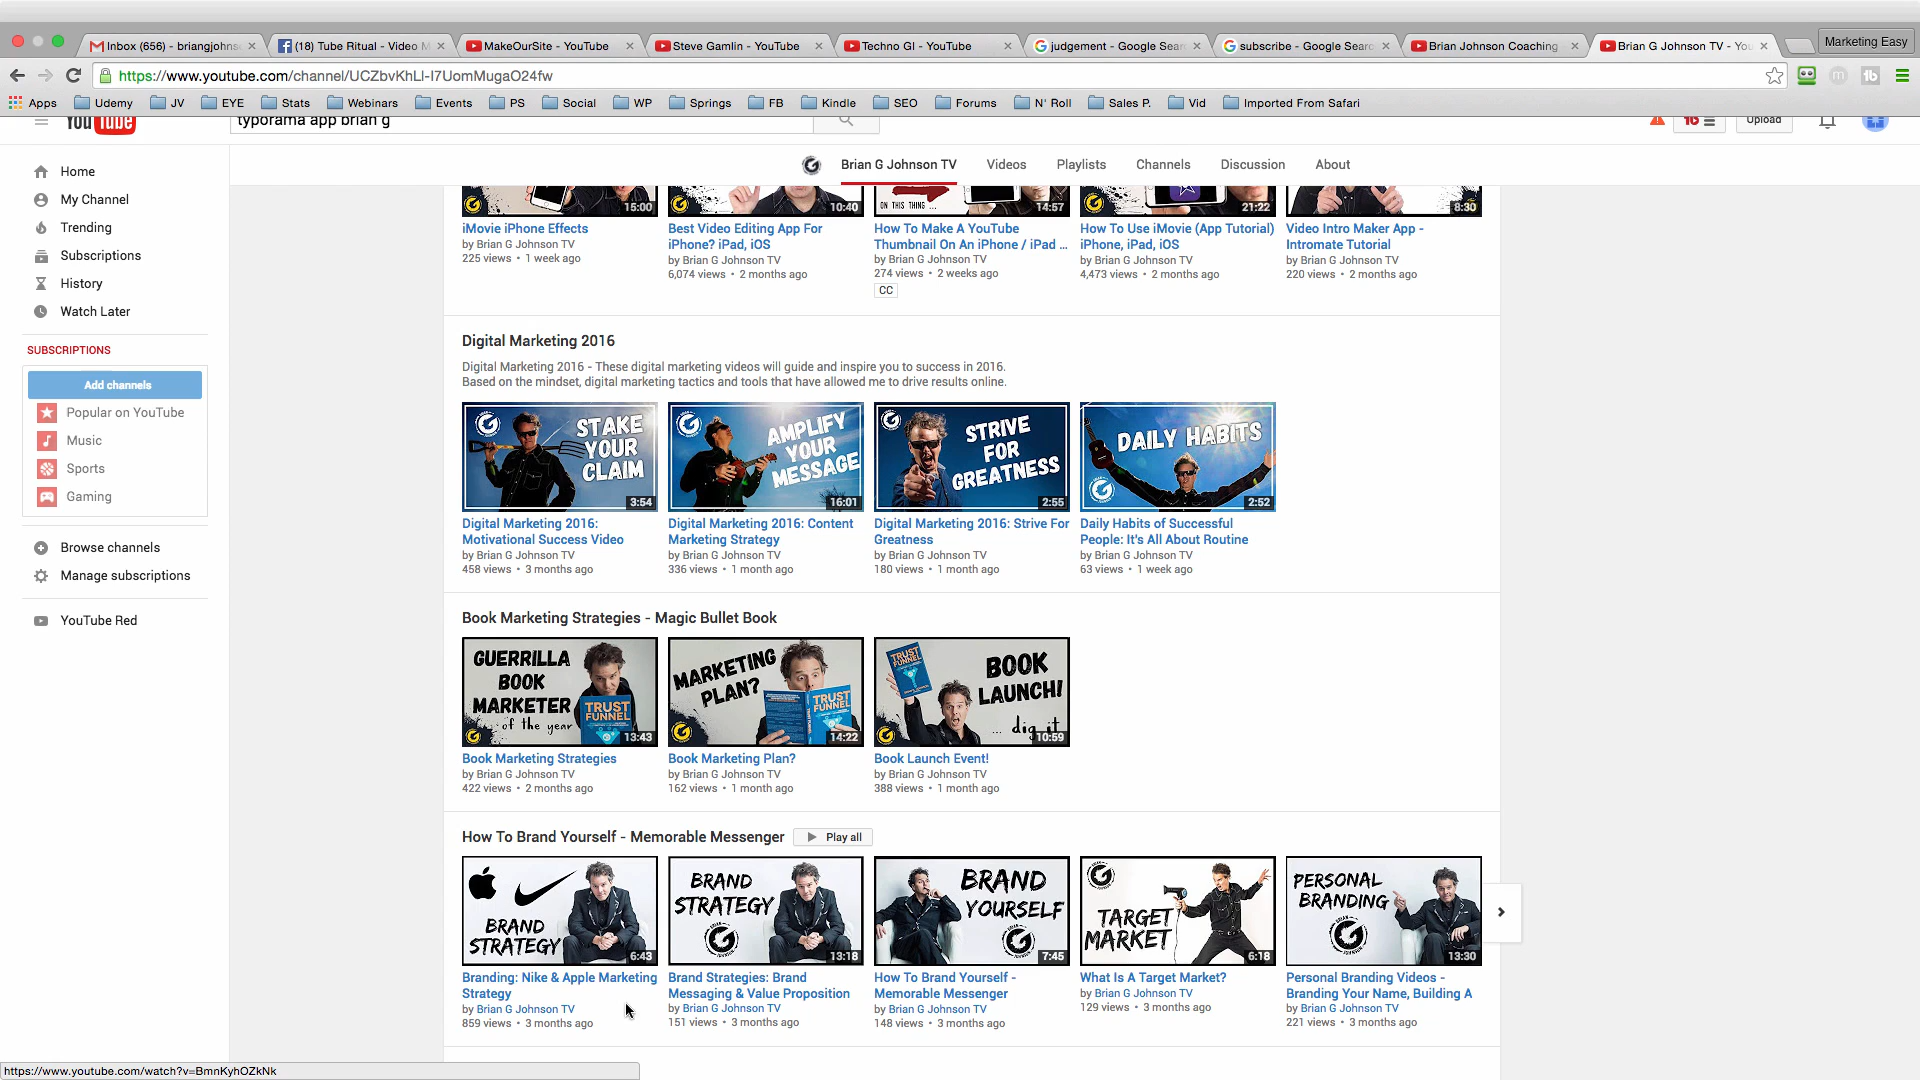 Inbox (656) - briangjohns
(18) Tube Ritual - Video M
MakeOurSite - YouTube
Steve Gamlin - YouTube
Techno GI - YouTube
judgement - Google Sear
subscribe - Google Searc
Brian Johnson Coaching
Brian G Johnson TV - You
Marketing Easy
https://www.youtube.com/channel/UCZbvKhLl-I7UomMugaO24fw
Apps
Udemy
JV
EYE
Stats
Webinars
Events
PS
Social
WP
Springs
FB
Kindle
SEO
Forums
N' Roll
Sales P.
Vid
Imported From Safari
YouTube
typorama app brian g
Upload
Brian G Johnson TV
Videos
Playlists
Channels
Discussion
About
Home
My Channel
Trending
Subscriptions
History
Watch Later
SUBSCRIPTIONS
Add channels
Popular on YouTube
Music
Sports
Gaming
Browse channels
Manage subscriptions
YouTube Red
15:00
iMovie iPhone Effects
by Brian G Johnson TV
225 views • 1 week ago
10:40
Best Video Editing App For
iPhone? iPad, iOS
by Brian G Johnson TV
6,074 views • 2 months ago
ON THIS THING ...
14:57
How To Make A YouTube
Thumbnail On An iPhone / iPad ...
by Brian G Johnson TV
274 views • 2 weeks ago
CC
21:22
How To Use iMovie (App Tutorial)
iPhone, iPad, iOS
by Brian G Johnson TV
4,473 views • 2 months ago
8:30
Video Intro Maker App -
Intromate Tutorial
by Brian G Johnson TV
220 views • 2 months ago
Digital Marketing 2016
Digital Marketing 2016 - These digital marketing videos will guide and inspire you to success in 2016.
Based on the mindset, digital marketing tactics and tools that have allowed me to drive results online.
STAKE
YOUR
CLAIM
3:54
Digital Marketing 2016:
Motivational Success Video
by Brian G Johnson TV
458 views • 3 months ago
AMPLIFY
YOUR
MESSAGE
16:01
Digital Marketing 2016: Content
Marketing Strategy
by Brian G Johnson TV
336 views • 1 month ago
STRIVE
FOR
GREATNESS
2:55
Digital Marketing 2016: Strive For
Greatness
by Brian G Johnson TV
180 views • 1 month ago
DAILY HABITS
2:52
Daily Habits of Successful
People: It's All About Routine
by Brian G Johnson TV
63 views • 1 week ago
Book Marketing Strategies - Magic Bullet Book
GUERRILLA
BOOK
MARKETER
of the year
TRUST
FUNNEL
13:43
Book Marketing Strategies
by Brian G Johnson TV
422 views • 2 months ago
MARKETING
PLAN?
TRUST
FUNNEL
14:22
Book Marketing Plan?
by Brian G Johnson TV
162 views • 1 month ago
TRUST
FUNNEL
BOOK
LAUNCH!
... dig it
10:59
Book Launch Event!
by Brian G Johnson TV
388 views • 1 month ago
How To Brand Yourself - Memorable Messenger
Play all
BRAND
STRATEGY
6:43
Branding: Nike & Apple Marketing
Strategy
by Brian G Johnson TV
859 views • 3 months ago
BRAND
STRATEGY
13:18
Brand Strategies: Brand
Messaging & Value Proposition
by Brian G Johnson TV
151 views • 3 months ago
BRAND
YOURSELF
7:45
How To Brand Yourself -
Memorable Messenger
by Brian G Johnson TV
148 views • 3 months ago
TARGET
MARKET
6:18
What Is A Target Market?
by Brian G Johnson TV
129 views • 3 months ago
PERSONAL
BRANDING
13:30
Personal Branding Videos -
Branding Your Name, Building A
by Brian G Johnson TV
221 views • 3 months ago
https://www.youtube.com/watch?v=BmnKyhOZkNk